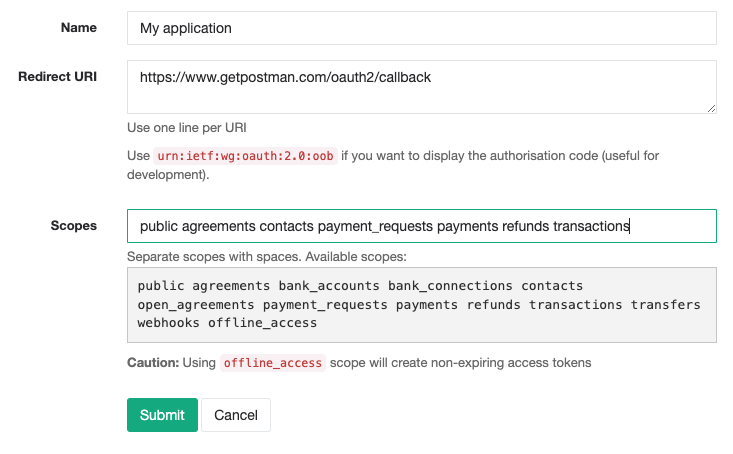 Name
My application
Redirect URI
https://www.getpostman.com/oauth2/callback
Use one line per URI
Use urn:ietf:wg:oauth:2.0:oob if you want to display the authorisation code (useful for
development).
Scopes
public agreements contacts payment_requests payments refunds transactions
Separate scopes with spaces. Available scopes:
public agreements bank_accounts bank_connections contacts
open_agreements payment_requests payments refunds transactions transfers
webhooks offline_access
Caution: Using offline_access scope will create non-expiring access tokens
Submit Cancel